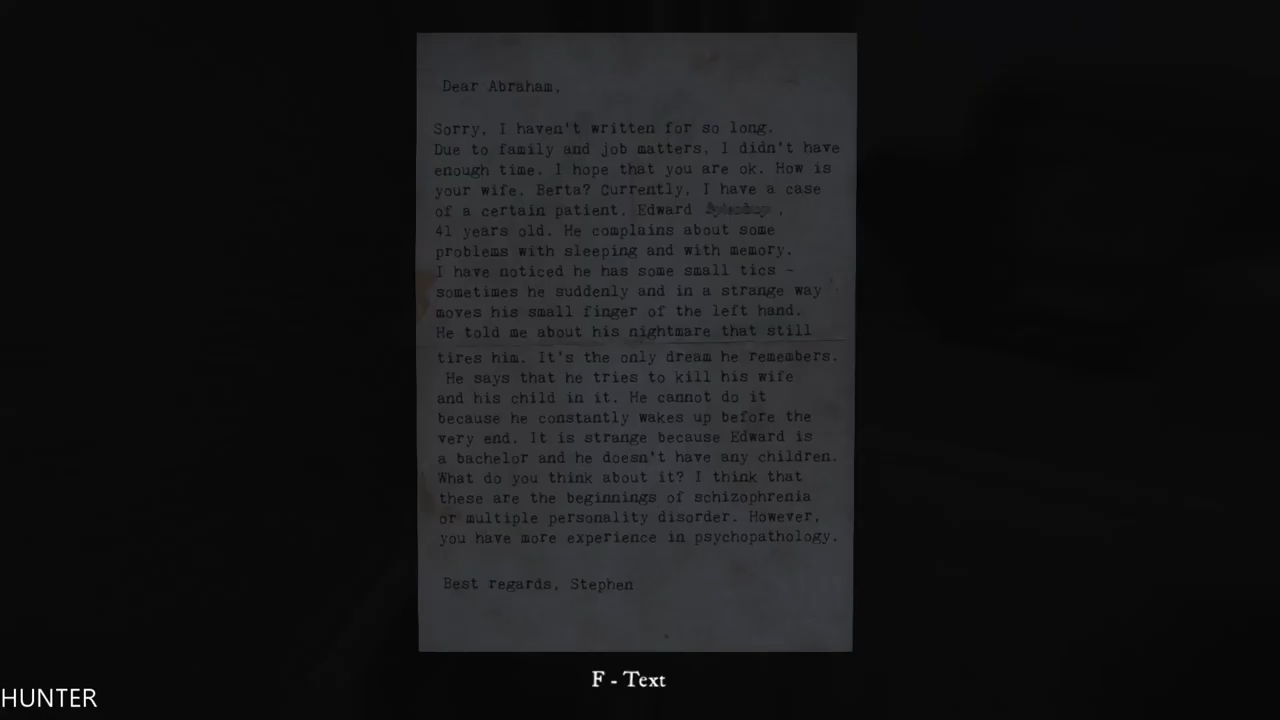 Dear Abraham,
Sorry, I haven't written for so long.
Due to family and job matters, I didn't have
enough time. I hope that you are ok. How is
your wife, Berta? Currently, I have a case
of a certain patient, Edward ,
41 years old. He complains about some
problems with sleeping and with memory.
I have noticed he has some small tics -
sometimes he suddenly and in a strange way
moves his small finger of the left hand.
He told me about his nightmare that still
tires him. It's the only dream he remembers.
He says that he tries to kill his wife
and his child in it. He cannot do it
because he constantly wakes up before the
very end. It is strange because Edward is
a bachelor and he doesn't have any children.
What do you think about it? I think that
these are the beginnings of schizophrenia
or multiple personality disorder. However,
you have more experience in psychopathology.
Best regards, Stephen
F - Text
HUNTER